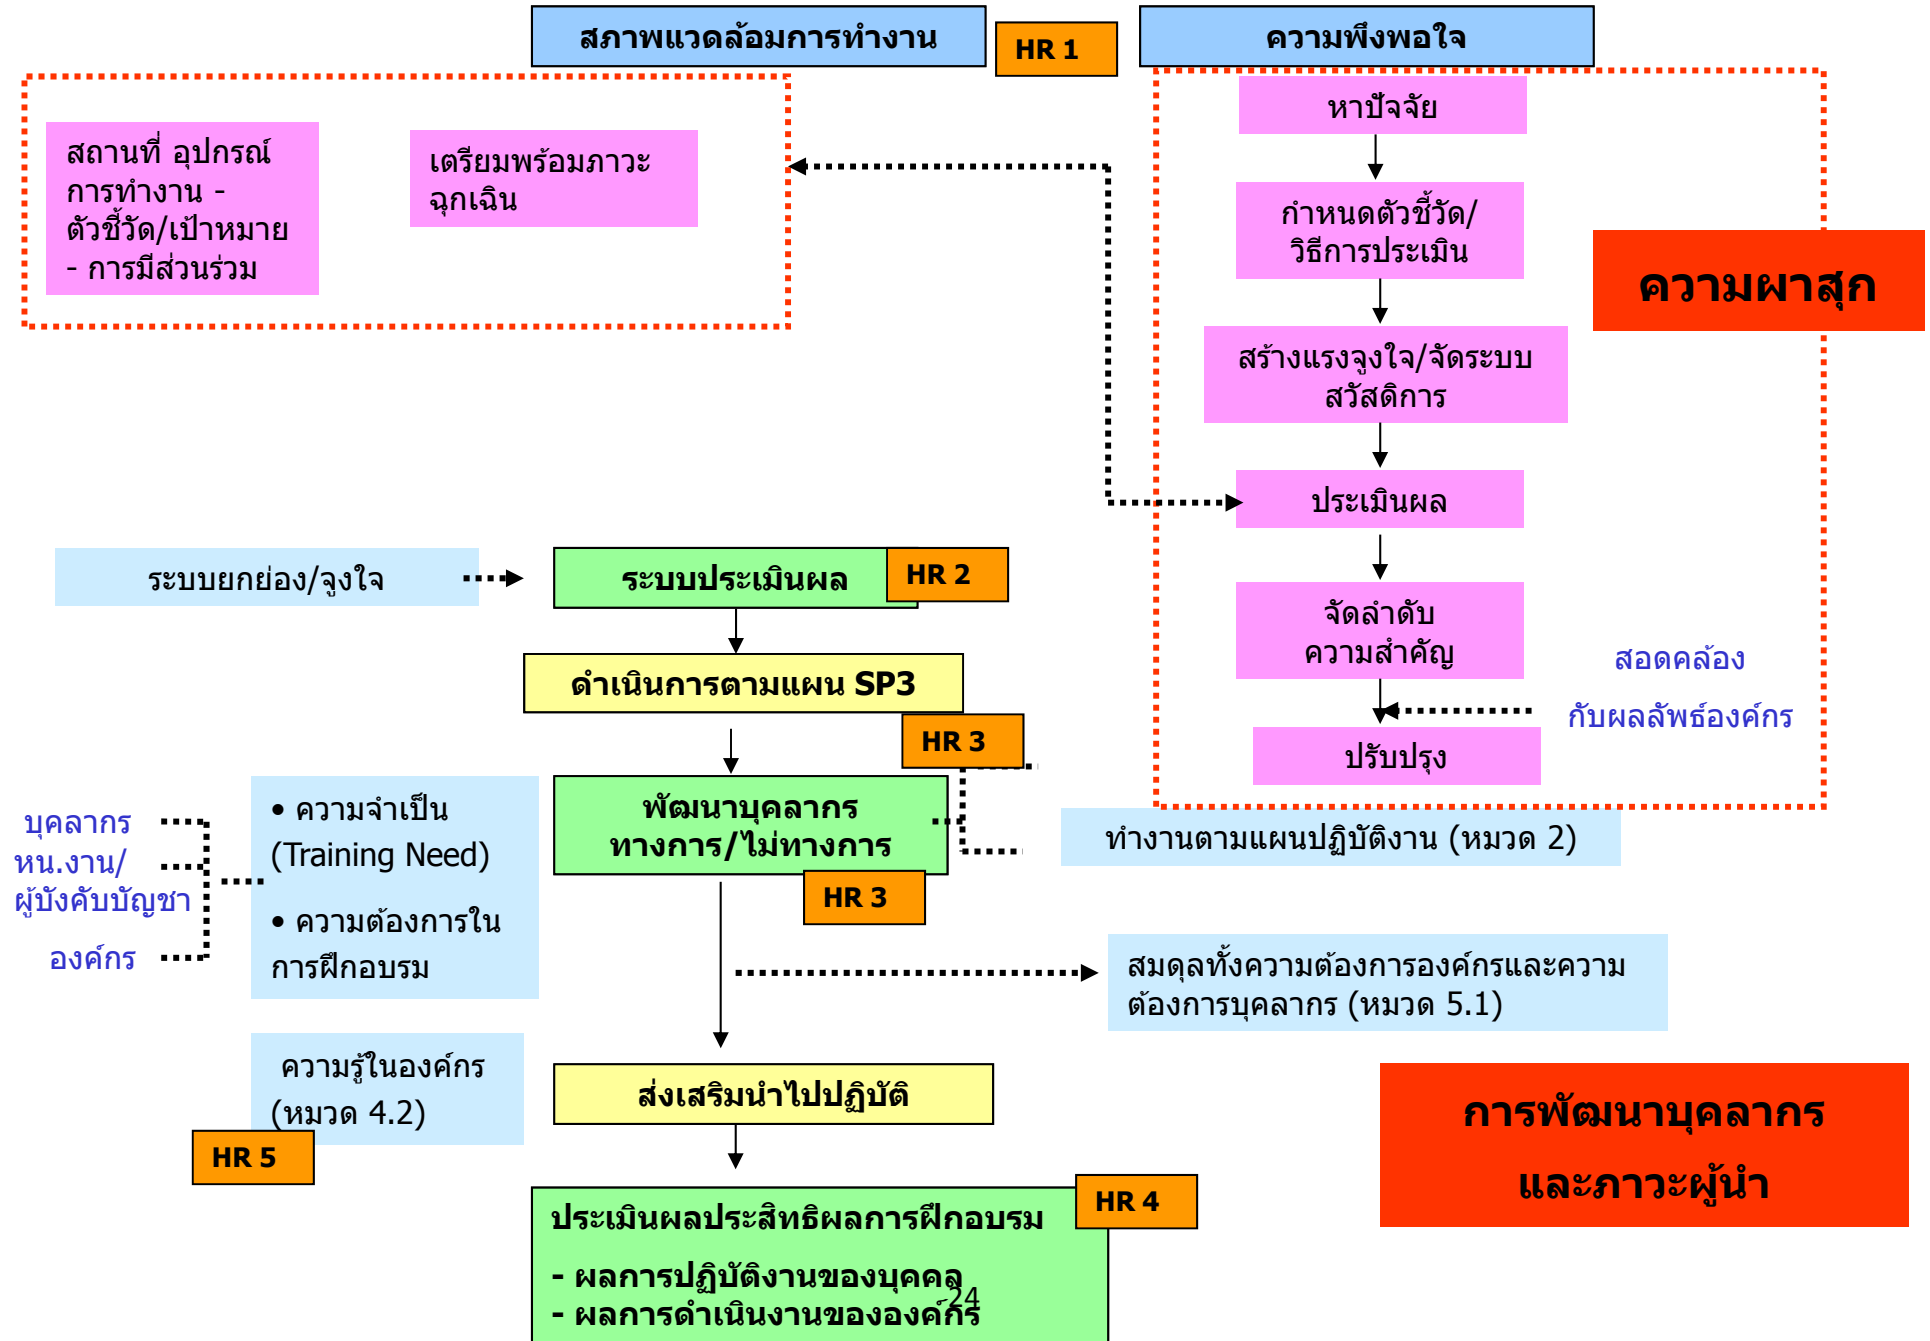 สภาพแวดล้อมการทำงาน
HR 1
ความพึงพอใจ
สถานที่ อุปกรณ์
การทำงาน -
ตัวชี้วัด/เป้าหมาย
- การมีส่วนร่วม
เตรียมพร้อมภาวะ
ฉุกเฉิน
หาปัจจัย
กำหนดตัวชี้วัด/
วิธีการประเมิน
ความผาสุก
สร้างแรงจูงใจ/จัดระบบ
สวัสดิการ
ประเมินผล
ระบบยกย่อง/จูงใจ
ระบบประเมินผล
HR 2
จัดลำดับ
ความสำคัญ
สอดคล้อง
กับผลลัพธ์องค์กร
ดำเนินการตามแผน SP3
HR 3
ปรับปรุง
บุคลากร
หน.งาน/
ผู้บังคับบัญชา
องค์กร
• ความจำเป็น
(Training Need)
• ความต้องการใน
การฝึกอบรม
พัฒนาบุคลากร
ทางการ/ไม่ทางการ
HR 3
ทำงานตามแผนปฏิบัติงาน (หมวด 2)
สมดุลทั้งความต้องการองค์กรและความ
ต้องการบุคลากร (หมวด 5.1)
ความรู้ในองค์กร
(หมวด 4.2)
HR 5
ส่งเสริมนำไปปฏิบัติ
การพัฒนาบุคลากร
และภาวะผู้นำ
HR 4
ประเมินผลประสิทธิผลการฝึกอบรม
- ผลการปฏิบัติงานของบุคคล
- ผลการดำเนินงานขององค์กร
-24